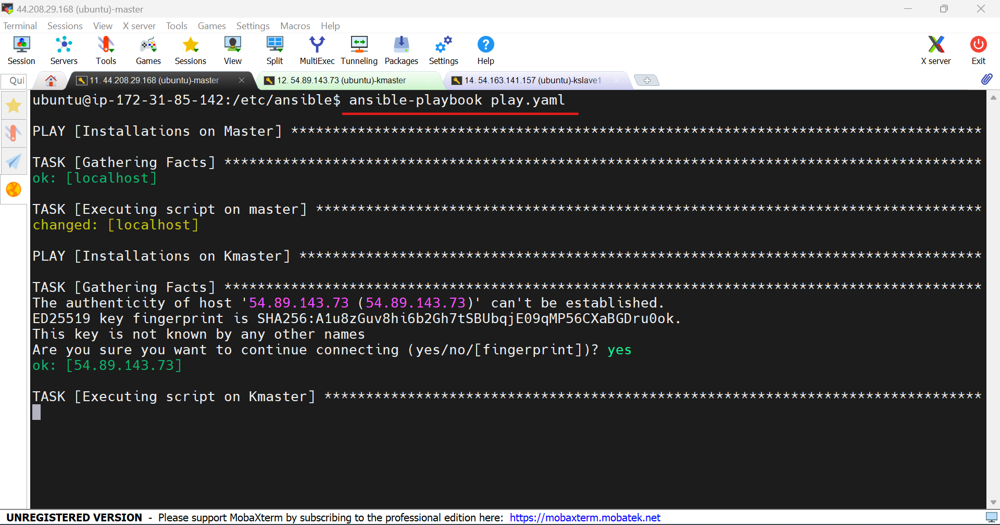 44.208.29.168 (ubuntu)-master
Terminal Sessions View X server Tools Games Settings Macros Help
Session Servers Tools Games Sessions View Split MultiExec Tunneling Packages Settings Help X server Exit
Qui 11. 44.208.29.168 (ubuntu)-master 12. 54.89.143.73 (ubuntu)-kmaster 14. 54.163.141.157 (ubuntu)-kslave1
ubuntu@ip-172-31-85-142:/etc/ansible$ ansible-playbook play.yaml
PLAY [Installations on Master] ***********************************************************************************
TASK [Gathering Facts] *******************************************************************************************
ok: [localhost]
TASK [Executing script on master] ********************************************************************************
changed: [localhost]
PLAY [Installations on Kmaster] **********************************************************************************
TASK [Gathering Facts] *******************************************************************************************
The authenticity of host '54.89.143.73 (54.89.143.73)' can't be established.
ED25519 key fingerprint is SHA256:A1u8zGuv8hi6b2Gh7tSBUbqjE09qMP56CXaBGDru0ok.
This key is not known by any other names
Are you sure you want to continue connecting (yes/no/[fingerprint])? yes
ok: [54.89.143.73]
TASK [Executing script on Kmaster] *******************************************************************************
UNREGISTERED VERSION - Please support MobaXterm by subscribing to the professional edition here: https://mobaxterm.mobatek.net